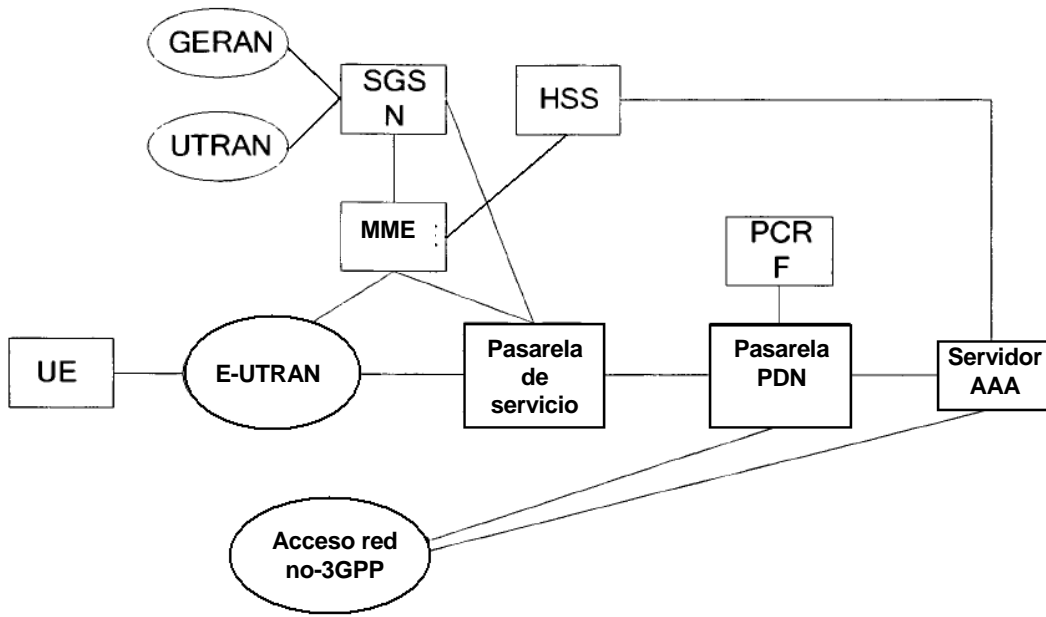 GERAN
UTRAN
SGS
N
HSS
MME :
PCR
F
UE
E-UTRAN
Pasarela
de
servicio
Pasarela
PDN
Servidor
AAA
Acceso red
no-3GPP